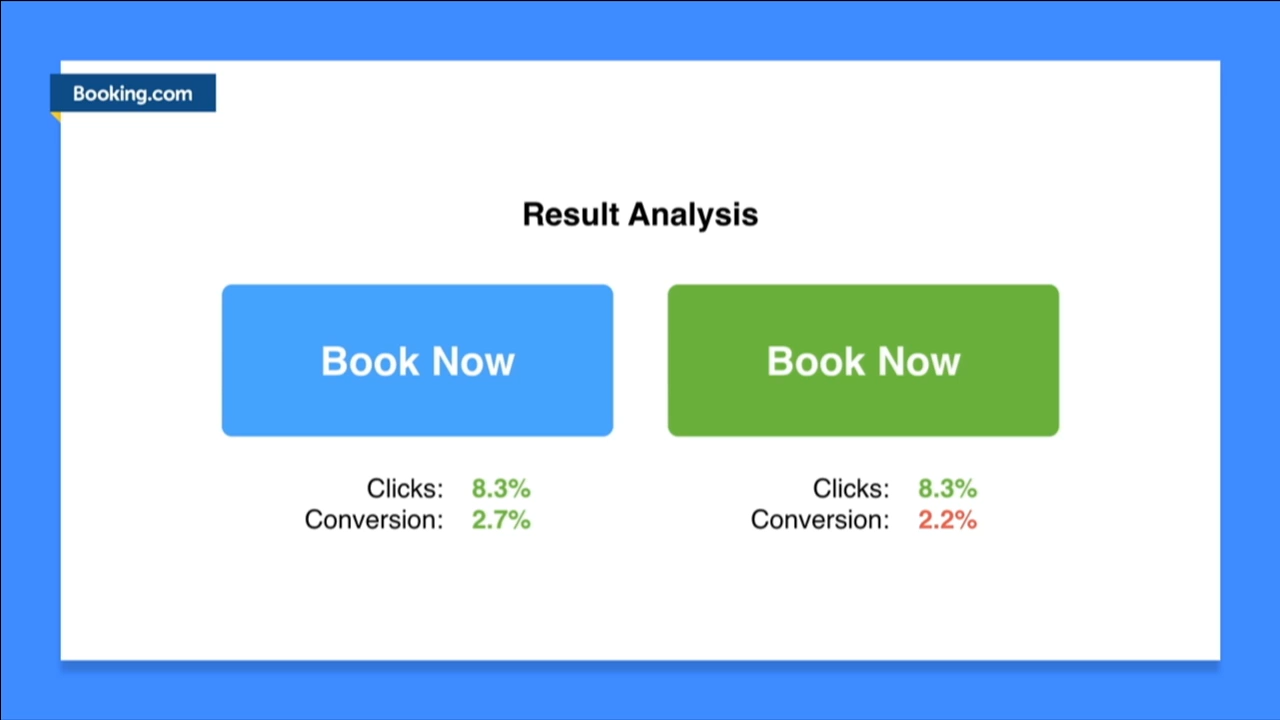 Booking.com
Result Analysis
Book Now
Book Now
Clicks: 8.3%
Conversion: 2.7%
Clicks: 8.3%
Conversion: 2.2%